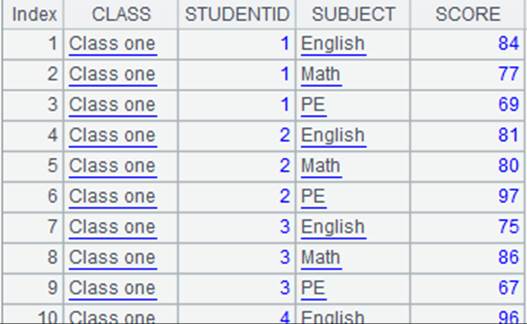 Index CLASS STUDENTID SUBJECT SCORE
1 Class one 1 English 84
2 Class one 1 Math 77
3 Class one 1 PE 69
4 Class one 2 English 81
5 Class one 2 Math 80
6 Class one 2 PE 97
7 Class one 3 English 75
8 Class one 3 Math 86
9 Class one 3 PE 67
10 Class one 4 English 96